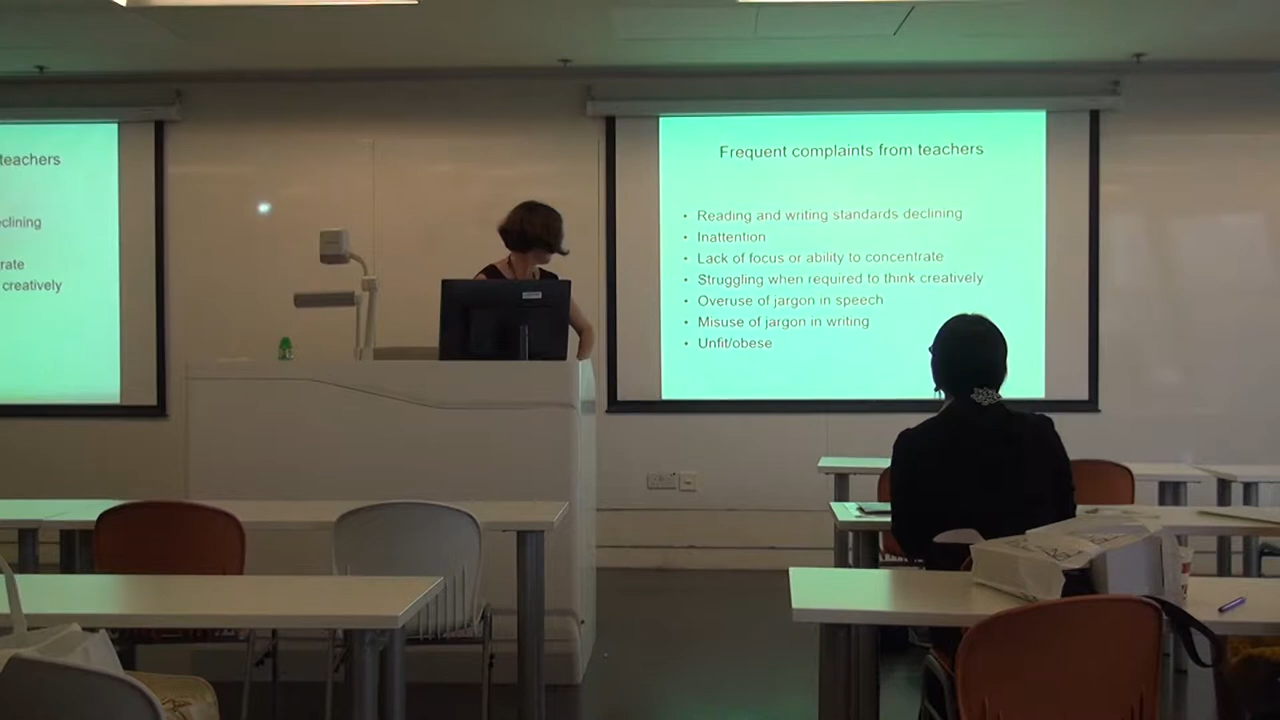 teachers
eclining
rate
creatively
Frequent complaints from teachers
• Reading and writing standards declining
• Inattention
• Lack of focus or ability to concentrate
• Struggling when required to think creatively
• Overuse of jargon in speech
• Misuse of jargon in writing
• Unfit/obese